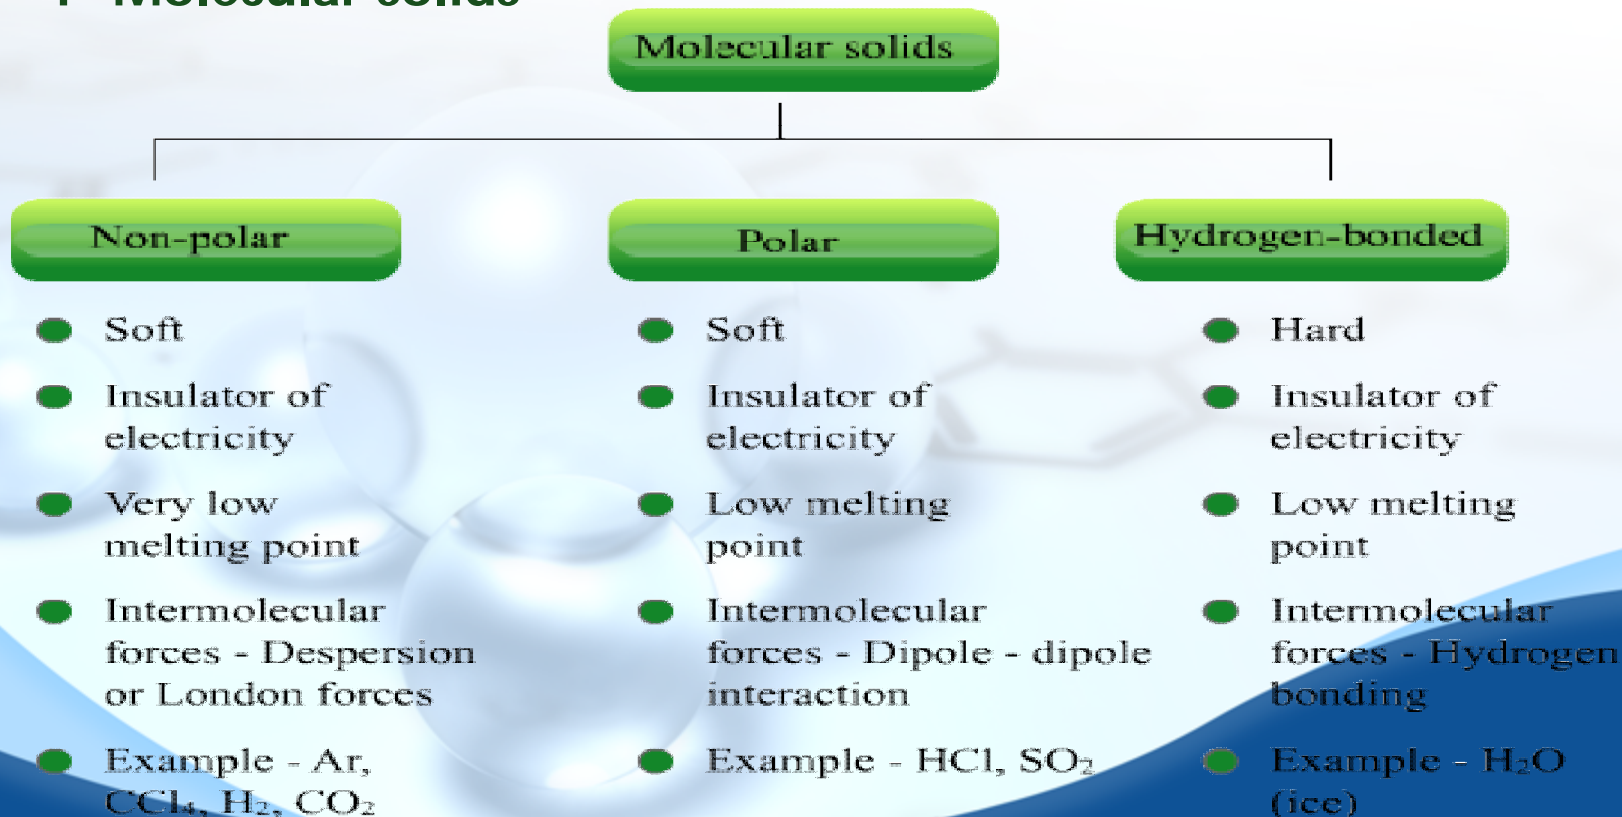 Molecular solids
Molecular solids
Non-polar
Soft
Insulator of
electricity
Very low
melting point
Intermolecular
forces - Despersion
or London forces
Example - Ar,
CCl₄, H₂, CO₂
Polar
Soft
Insulator of
electricity
Low melting
point
Intermolecular
forces - Dipole - dipole
interaction
Example - HCl, SO₂
Hydrogen-bonded
Hard
Insulator of
electricity
Low melting
point
Intermolecular
forces - Hydrogen
bonding
Example - H₂O
(ice)